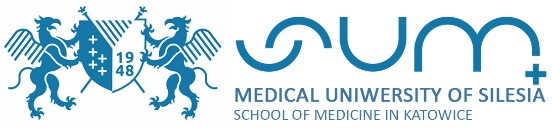 19
48
sum
MEDICAL UNIWERSITY OF SILESIA
SCHOOL OF MEDICINE IN KATOWICE